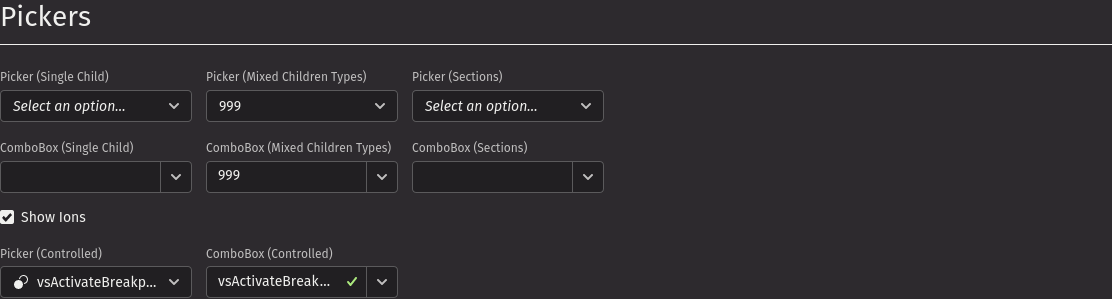 Pickers
Picker (Single Child) Picker (Mixed Children Types) Picker (Sections)
Select an option... 999 Select an option...
ComboBox (Single Child) ComboBox (Mixed Children Types) ComboBox (Sections)
999
Show Ions
Picker (Controlled) ComboBox (Controlled)
vsActivateBreakp... vsActivateBreak...